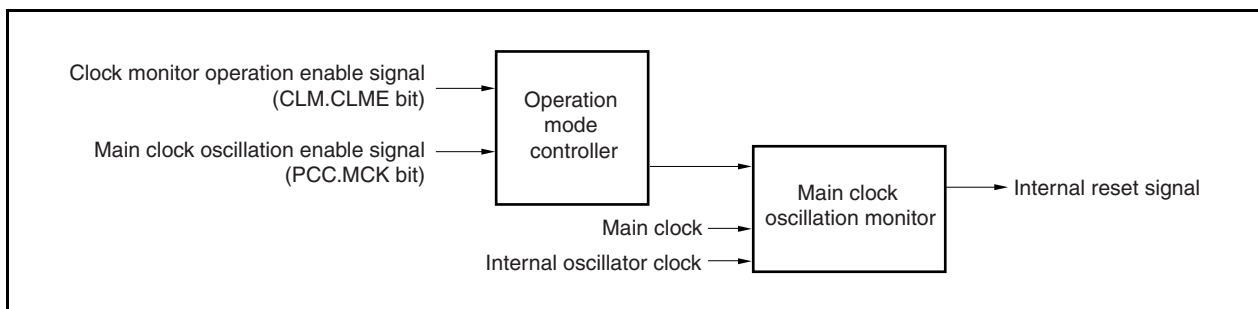 Clock monitor operation enable signal
(CLM.CLME bit)
Main clock oscillation enable signal
(PCC.MCK bit)
Operation
mode
controller
Main clock
Internal oscillator clock
Main clock
oscillation monitor
Internal reset signal